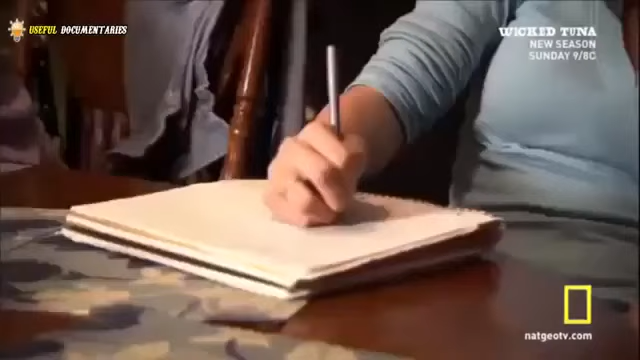 USEFUL DOCUMENTARIES
WICKED TUNA
NEW SEASON
SUNDAY 9/8C
natgeotv.com